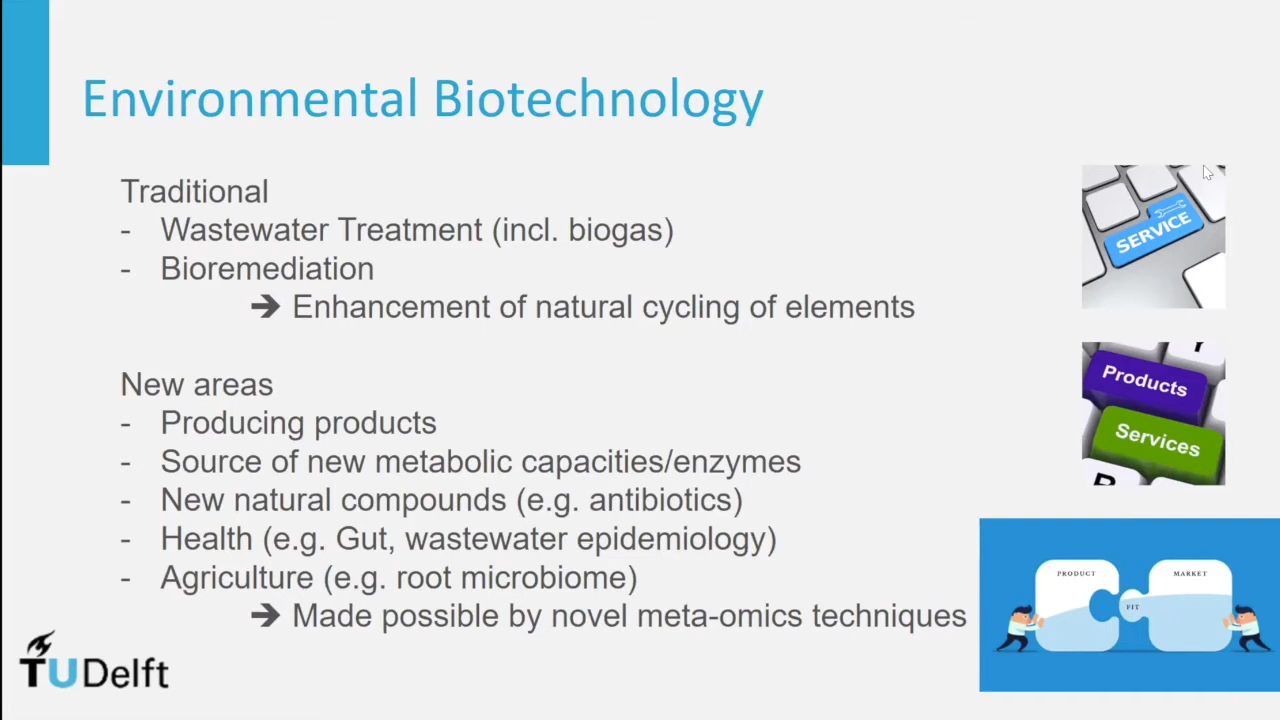 Environmental Biotechnology
Traditional
- Wastewater Treatment (incl. biogas)
- Bioremediation
➔ Enhancement of natural cycling of elements
New areas
- Producing products
- Source of new metabolic capacities/enzymes
- New natural compounds (e.g. antibiotics)
- Health (e.g. Gut, wastewater epidemiology)
- Agriculture (e.g. root microbiome)
➔ Made possible by novel meta-omics techniques
SERVICE
Y
Products
Services
R
PRODUCT
MARKET
FIT
TU Delft